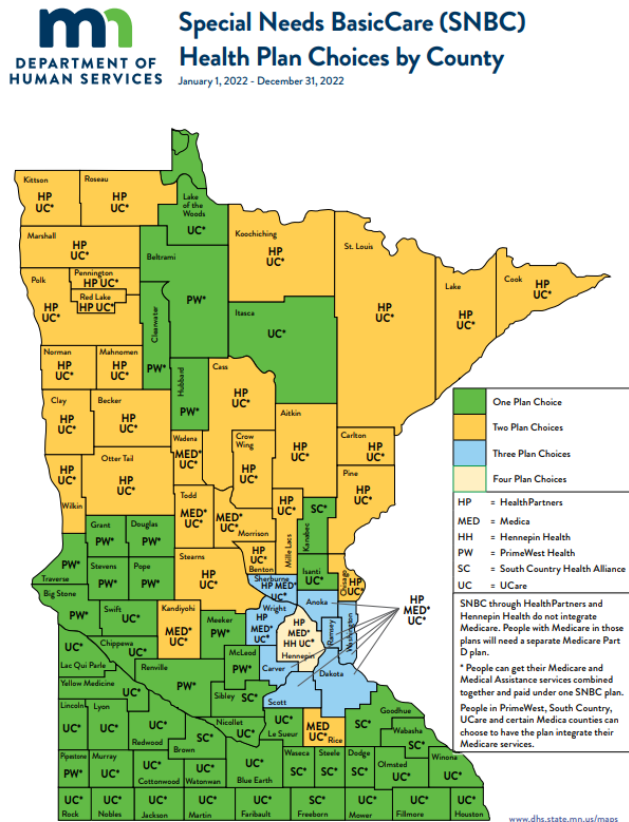 mn
DEPARTMENT OF
HUMAN SERVICES
Special Needs BasicCare (SNBC)
Health Plan Choices by County
January 1, 2022 - December 31, 2022
Kittson
HP
UC*
Roseau
HP
UC*
Lake
of the
Woods
UC*
Marshall
HP
UC*
Koochiching
HP
UC*
St. Louis
HP
UC*
Lake
HP
UC*
Cook
HP
UC*
Beltrami
PW*
Polk
HP
UC*
Pennington
HP UC*
Red Lake
HP UC*
Clearwater
PW*
Itasca
UC*
Norman
HP
UC*
Mahnomen
HP
UC*
Hubbard
PW*
Cass
HP
UC*
Clay
HP
UC*
Becker
HP
UC*
Aitkin
HP
UC*
Wadena
MED*
UC*
Crow
Wing
HP
UC*
Carlton
HP
UC*
Otter Tail
HP
UC*
HP
UC*
Wilkin
Pine
HP
UC*
Todd
MED*
UC*
MED*
UC*
Morrison
HP
UC*
Mille Lacs
SC*
Kanabec
Grant
PW*
Douglas
PW*
PW*
Traverse
Stevens
PW*
Pope
PW*
Stearns
HP
UC*
HP
UC*
Benton
Isanti
UC*
Chisago
HP
UC*
Sherburne
HP MED*
UC*
Big Stone
PW*
Swift
UC*
Kandiyohi
MED*
UC*
Meeker
PW*
Wright
HP
MED*
UC*
Anoka
HP
MED*
HH UC*
Hennepin
Ramsey
Washington
HP
MED*
UC*
UC*
Lac Qui Parle
Chippewa
UC*
Renville
PW*
McLeod
PW*
Carver
Scott
Dakota
Yellow Medicine
UC*
Sibley
SC*
Lincoln
UC*
Lyon
UC*
UC*
Redwood
SC*
Brown
Nicollet
UC*
UC*
Le Sueur
MED
UC*
Rice
SC*
Goodhue
Wabasha
SC*
Pipestone
PW*
Murray
UC*
UC*
Cottonwood
UC*
Watonwan
UC*
Blue Earth
Waseca
SC*
Steele
SC*
Dodge
SC*
Olmsted
UC*
Winona
UC*
UC*
Rock
UC*
Nobles
UC*
Jackson
UC*
Martin
UC*
Faribault
SC*
Freeborn
UC*
Mower
UC*
Fillmore
UC*
Houston
One Plan Choice
Two Plan Choices
Three Plan Choices
Four Plan Choices
HP = HealthPartners
MED = Medica
HH = Hennepin Health
PW = PrimeWest Health
SC = South Country Health Alliance
UC = UCare
SNBC through HealthPartners and
Hennepin Health do not integrate
Medicare. People with Medicare in those
plans will need a separate Medicare Part
D plan.
* People can get their Medicare and
Medical Assistance services combined
together and paid under one SNBC plan.
People in PrimeWest, South Country,
UCare and certain Medica counties can
choose to have the plan integrate their
Medicare services.
www.dhs.state.mn.us/maps